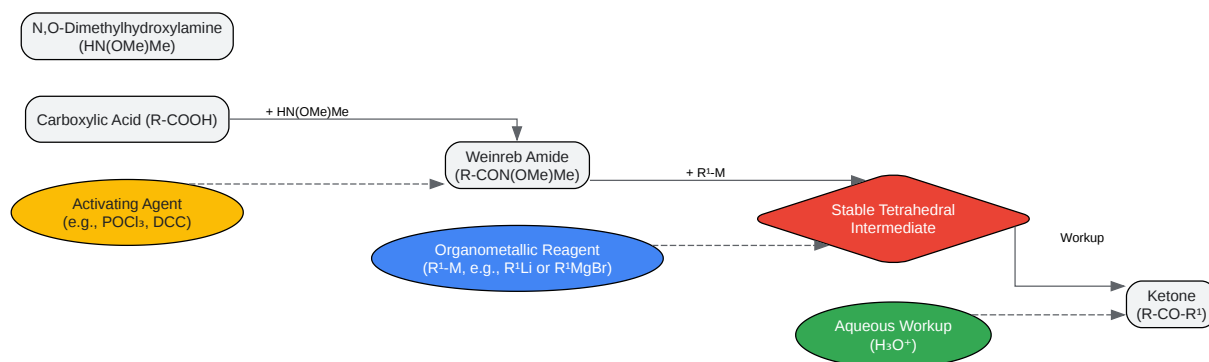 N,O-Dimethylhydroxylamine
(HN(OMe)Me)
Carboxylic Acid (R-COOH)
+ HN(OMe)Me
Weinreb Amide
(R-CON(OMe)Me)
+ R¹-M
Activating Agent
(e.g., POCl₃, DCC)
Stable Tetrahedral
Intermediate
Organometallic Reagent
(R¹-M, e.g., R¹Li or R¹MgBr)
Workup
Ketone
(R-CO-R¹)
Aqueous Workup
(H₃O⁺)